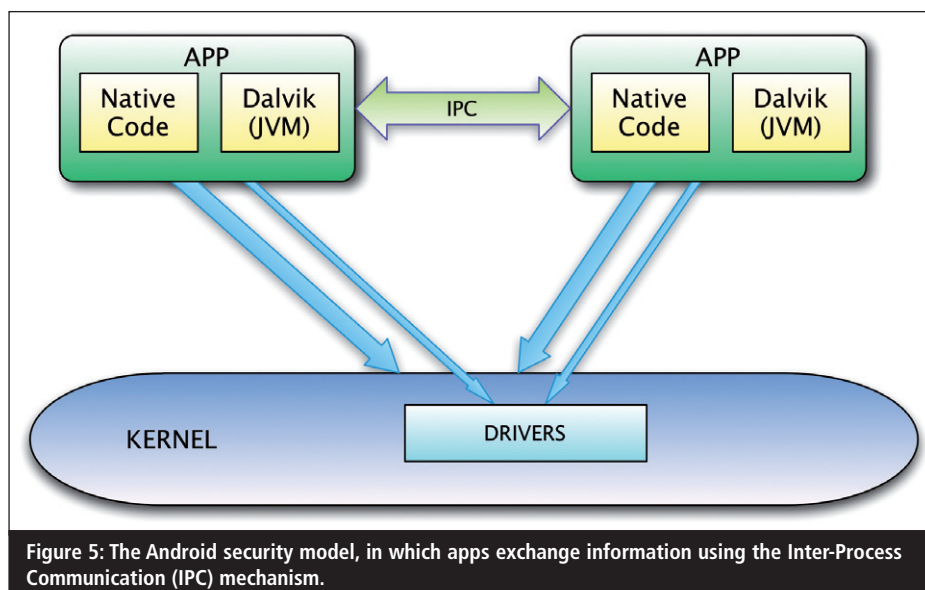 APP
Native
Code
Dalvik
(JVM)
IPC
APP
Native
Code
Dalvik
(JVM)
KERNEL
DRIVERS
Figure 5: The Android security model, in which apps exchange information using the Inter-Process
Communication (IPC) mechanism.